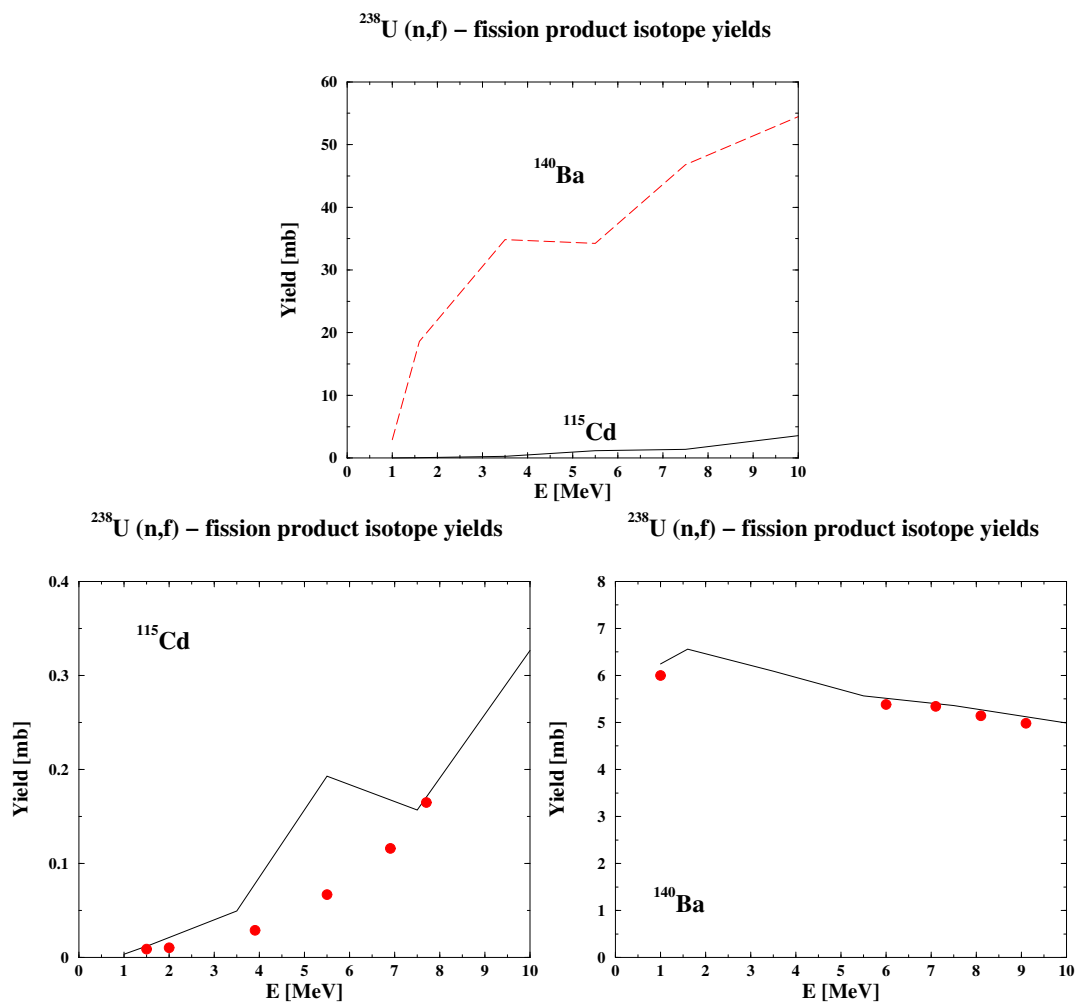 ²³⁸U (n,f) – fission product isotope yields
60
50
40
30
20
10
0
Yield [mb]
¹⁴⁰Ba
¹¹⁵Cd
0 1 2 3 4 5 6 7 8 9 10
E [MeV]
²³⁸U (n,f) – fission product isotope yields
0.4
0.3
0.2
0.1
0
Yield [mb]
¹¹⁵Cd
0 1 2 3 4 5 6 7 8 9 10
E [MeV]
²³⁸U (n,f) – fission product isotope yields
8
7
6
5
4
3
2
1
0
Yield [mb]
¹⁴⁰Ba
0 1 2 3 4 5 6 7 8 9 10
E [MeV]